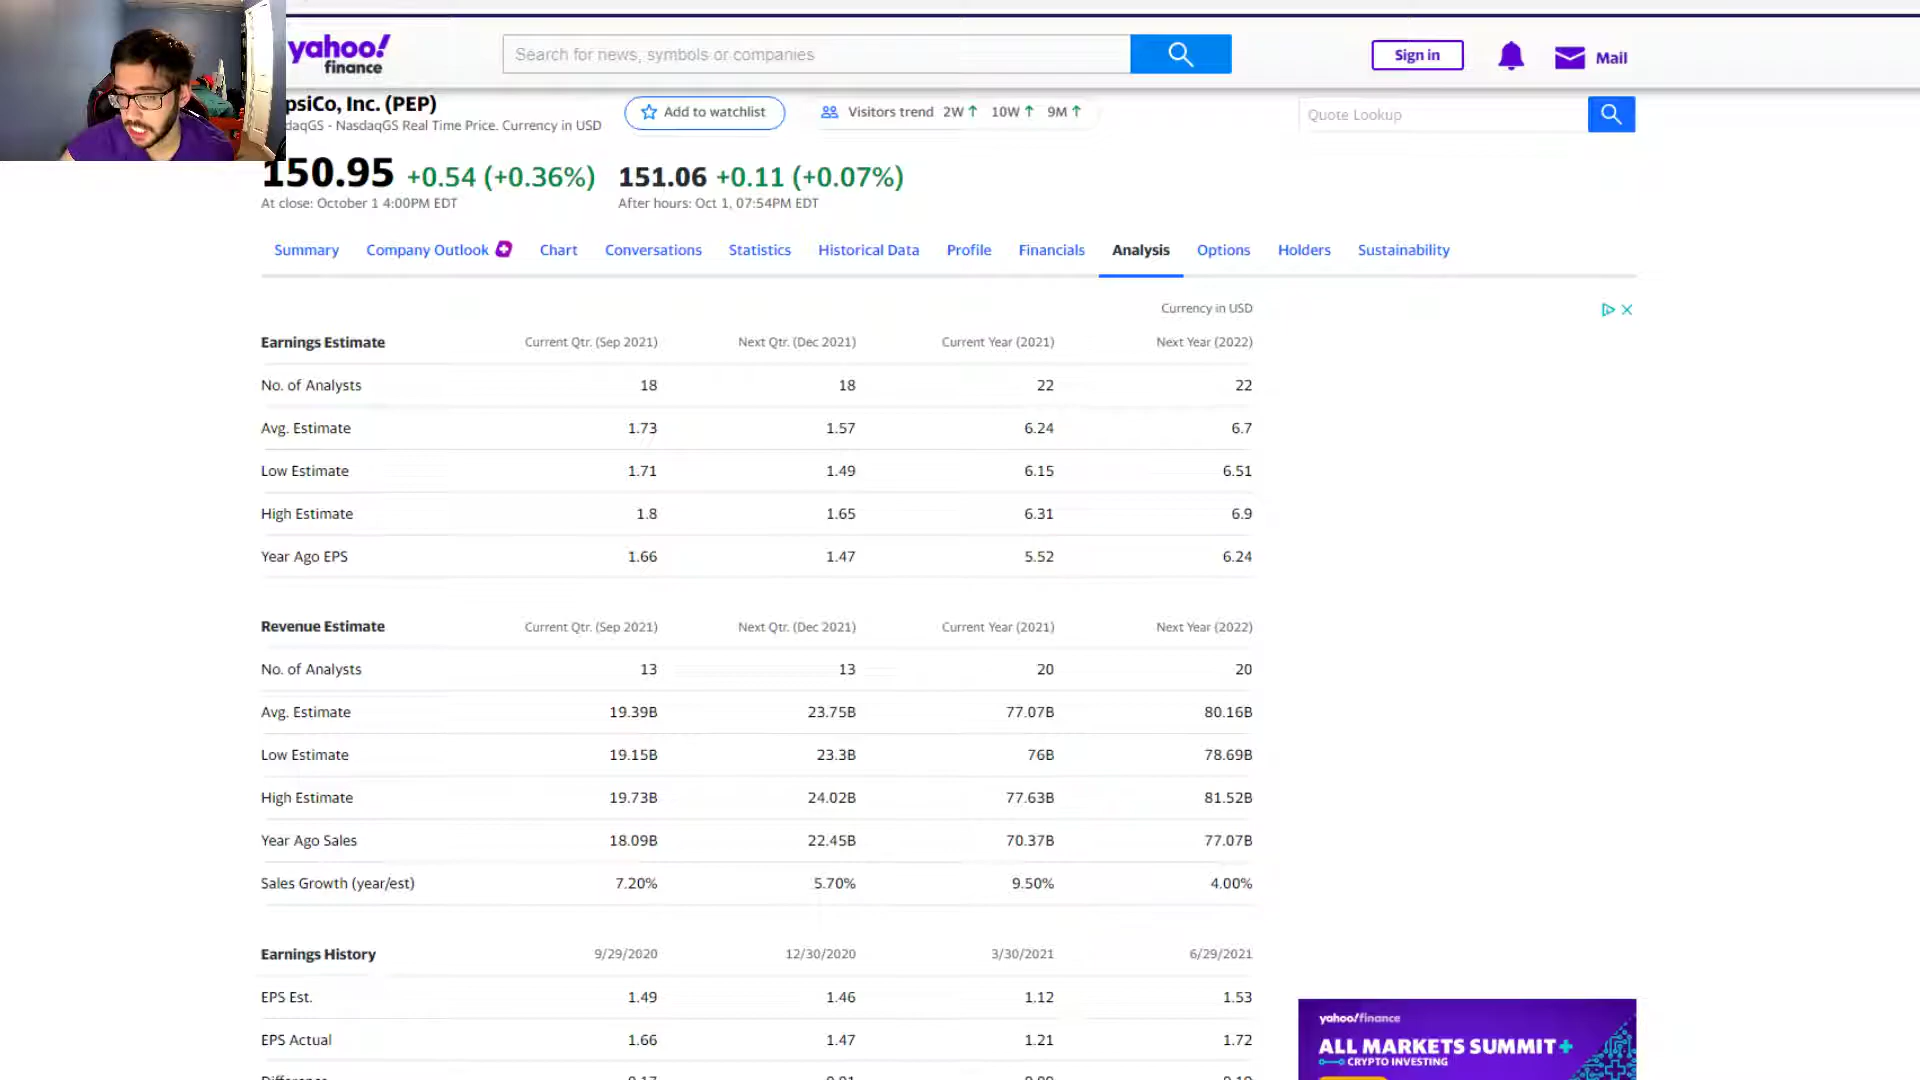 yahoo!
finance
Search for news, symbols or companies
Sign in
Mail
psiCo, Inc. (PEP)
daqGS - NasdaqGS Real Time Price. Currency in USD
Add to watchlist
Visitors trend 2W 10W 9M
Quote Lookup
150.95 +0.54 (+0.36%) 151.06 +0.11 (+0.07%)
At close: October 1 4:00PM EDT After hours: Oct 1, 07:54PM EDT
Summary Company Outlook Chart Conversations Statistics Historical Data Profile Financials Analysis Options Holders Sustainability
Currency in USD
Earnings Estimate Current Qtr. (Sep 2021) Next Qtr. (Dec 2021) Current Year (2021) Next Year (2022)
No. of Analysts 18 18 22 22
Avg. Estimate 1.73 1.57 6.24 6.7
Low Estimate 1.71 1.49 6.15 6.51
High Estimate 1.8 1.65 6.31 6.9
Year Ago EPS 1.66 1.47 5.52 6.24
Revenue Estimate Current Qtr. (Sep 2021) Next Qtr. (Dec 2021) Current Year (2021) Next Year (2022)
No. of Analysts 13 13 20 20
Avg. Estimate 19.39B 23.75B 77.07B 80.16B
Low Estimate 19.15B 23.3B 76B 78.69B
High Estimate 19.73B 24.02B 77.63B 81.52B
Year Ago Sales 18.09B 22.45B 70.37B 77.07B
Sales Growth (year/est) 7.20% 5.70% 9.50% 4.00%
Earnings History 9/29/2020 12/30/2020 3/30/2021 6/29/2021
EPS Est. 1.49 1.46 1.12 1.53
EPS Actual 1.66 1.47 1.21 1.72
yahoo/finance
ALL MARKETS SUMMIT+
CRYPTO INVESTING